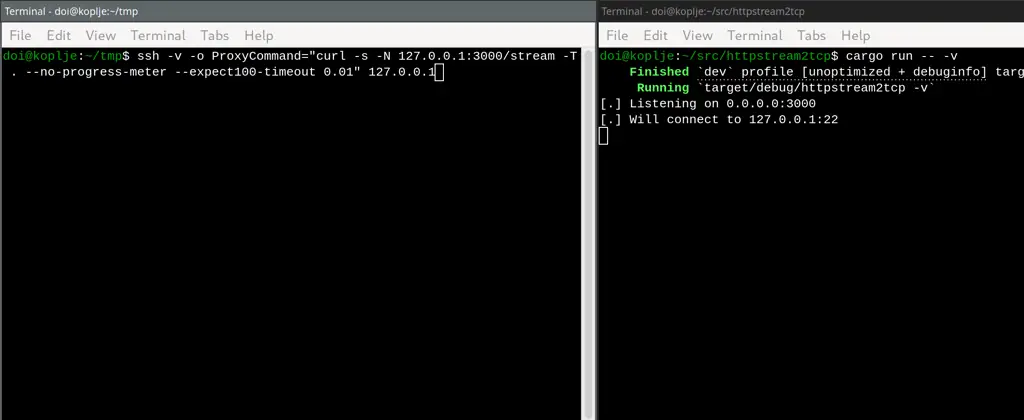 Terminal - doi@koplje:~/tmp
File Edit View Terminal Tabs Help
doi@koplje:~/tmp$ ssh -v -o ProxyCommand="curl -s -N 127.0.0.1:3000/stream -T
. --no-progress-meter --expect100-timeout 0.01" 127.0.0.1
Terminal - doi@koplje:~/src/httpstream2tcp
File Edit View Terminal Tabs Help
doi@koplje:~/src/httpstream2tcp$ cargo run -- -v
Finished `dev` profile [unoptimized + debuginfo] targ
Running `target/debug/httpstream2tcp -v`
[.] Listening on 0.0.0.0:3000
[.] Will connect to 127.0.0.1:22